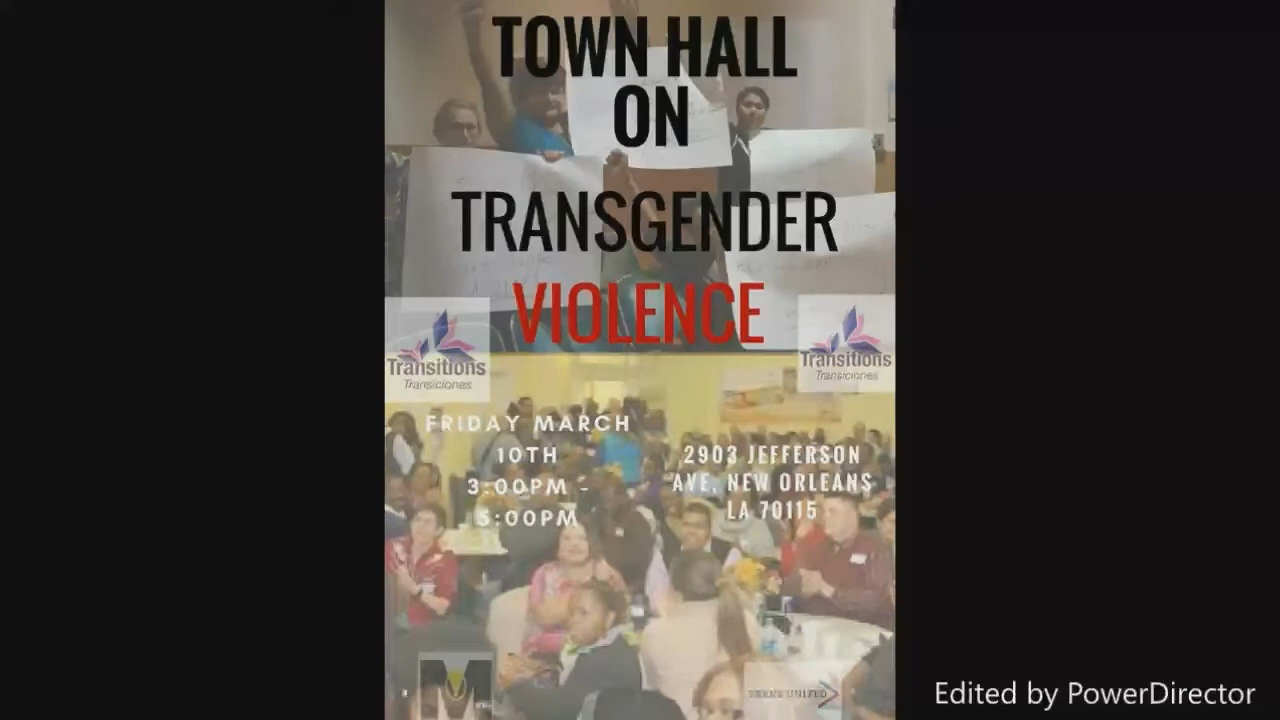 TOWN HALL
ON
TRANSGENDER
VIOLENCE
Transitions
Transiciones
Transitions
Transiciones
FRIDAY MARCH
10TH
3:00PM -
5:00PM
2903 JEFFERSON
AVE, NEW ORLEANS
LA 70115
M
UNITED
Edited by PowerDirector